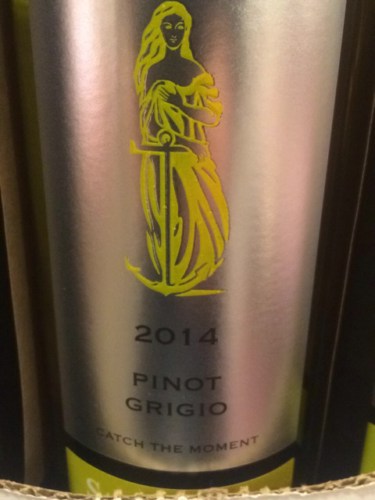 2014
PINOT
GRIGIO
CATCH THE MOMENT